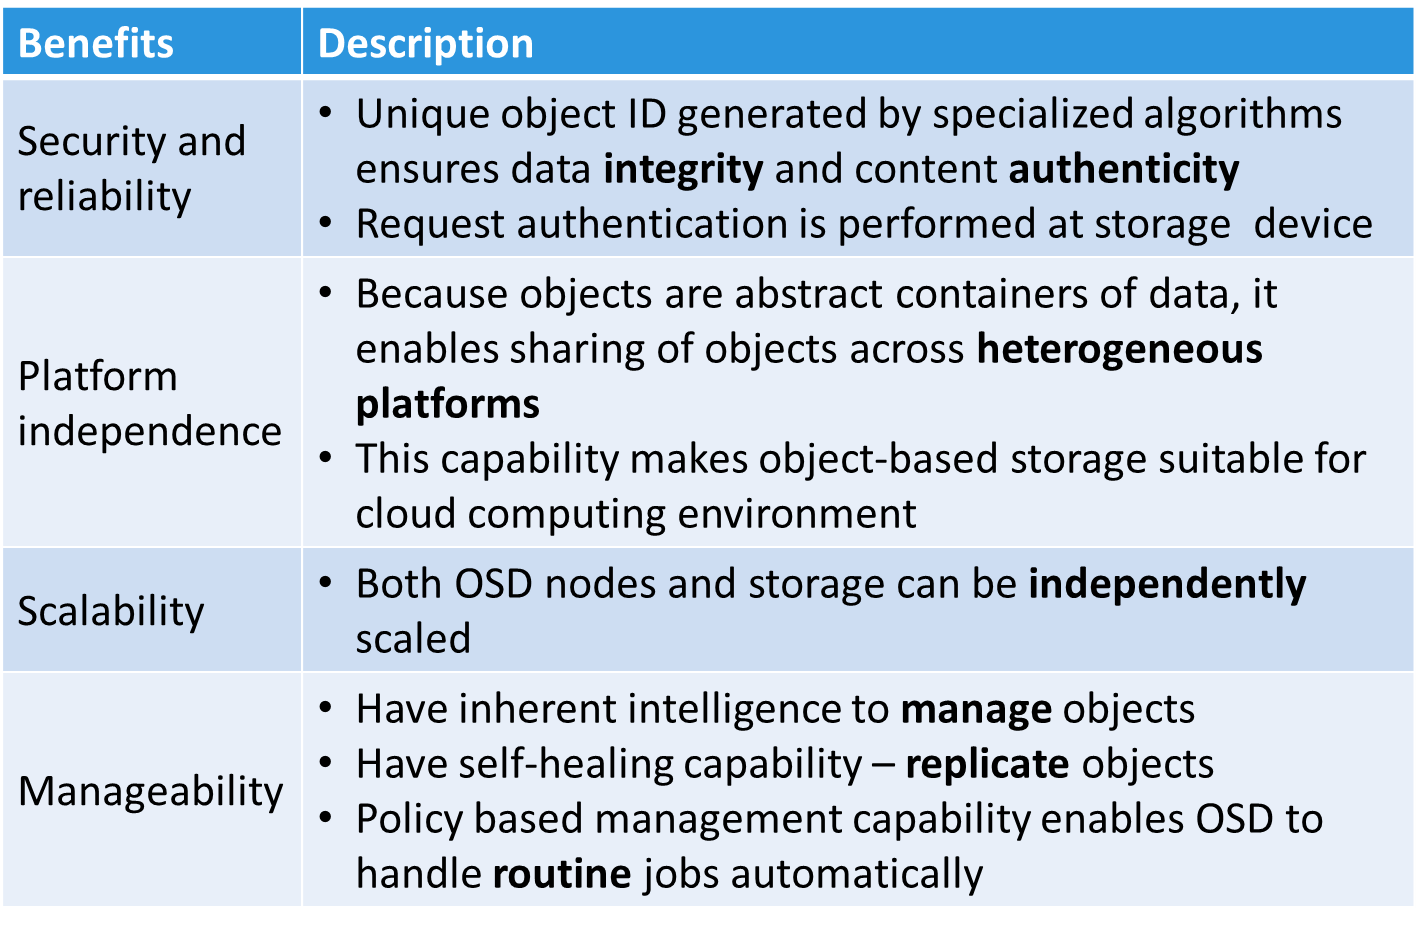 Benefits
Description
Security and
reliability
• Unique object ID generated by specialized algorithms
ensures data integrity and content authenticity
• Request authentication is performed at storage  device
Platform
independence
• Because objects are abstract containers of data, it
enables sharing of objects across heterogeneous
platforms
• This capability makes object-based storage suitable for
cloud computing environment
Scalability
• Both OSD nodes and storage can be independently
scaled
Manageability
• Have inherent intelligence to manage objects
• Have self-healing capability – replicate objects
• Policy based management capability enables OSD to
handle routine jobs automatically